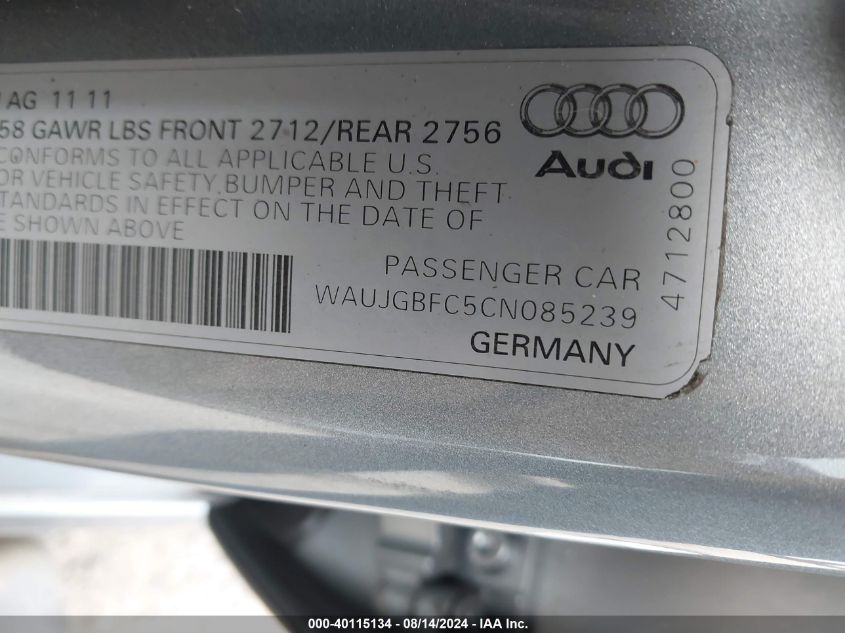 AG 11 11
58 GAWR LBS FRONT 2712/REAR 2756
CONFORMS TO ALL APPLICABLE U.S.
OR VEHICLE SAFETY,BUMPER AND THEFT
STANDARDS IN EFFECT ON THE DATE OF
E SHOWN ABOVE
Audi
4712800
PASSENGER CAR
WAUJGBFC5CN085239
GERMANY
000-40115134 - 08/14/2024 - IAA Inc.